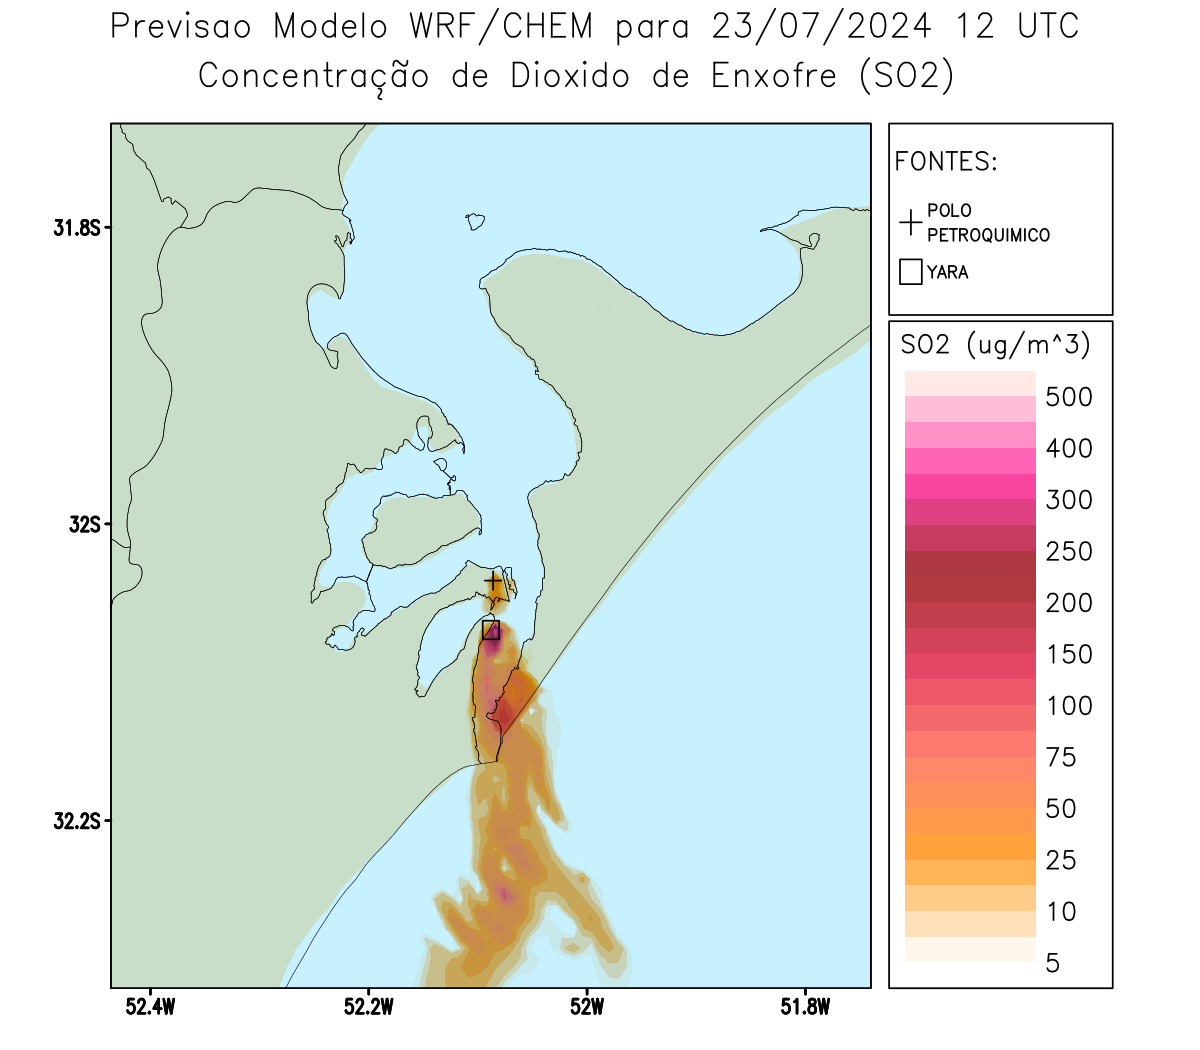 Previsao Modelo WRF/CHEM para 23/07/2024 12 UTC
Concentração de Dioxido de Enxofre (SO2)
FONTES:
POLO
PETROQUIMICO
YARA
SO2 (ug/m^3)
500
400
300
250
200
150
100
75
50
25
10
5
31.8S
32S
32.2S
52.4W
52.2W
52W
51.8W